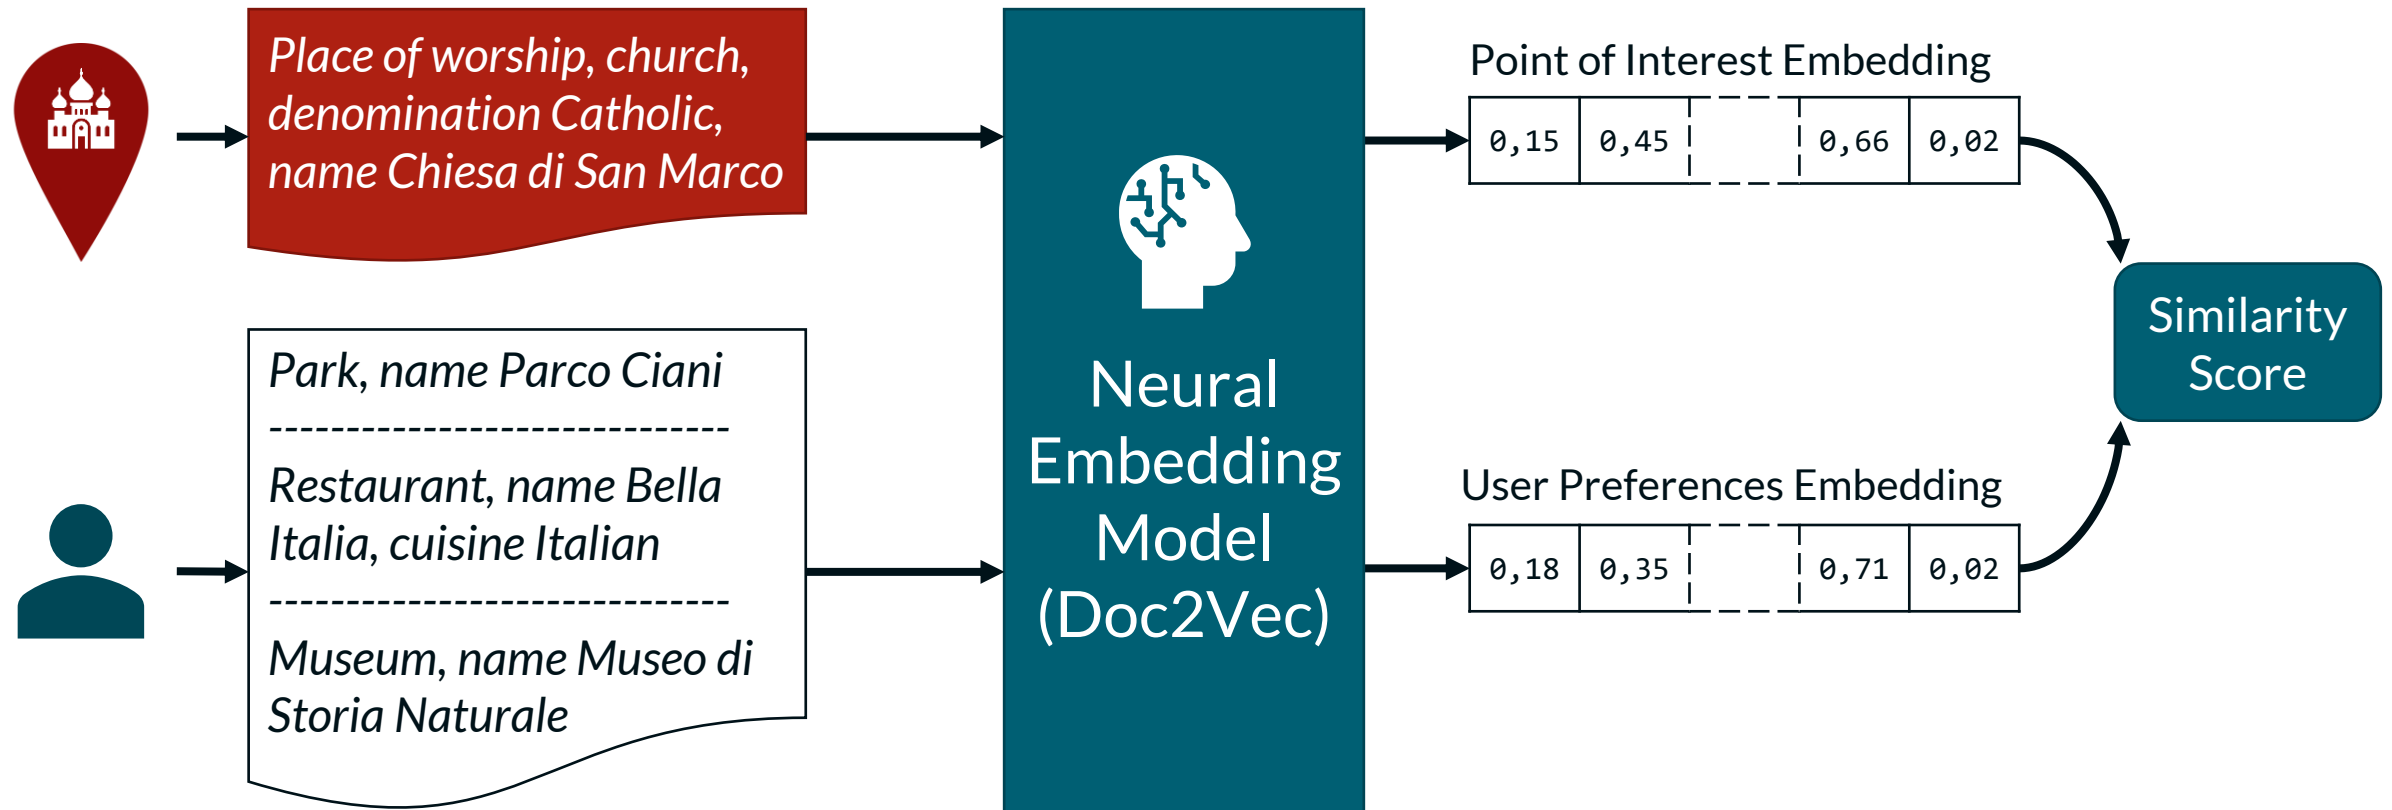 Place of worship, church,
denomination Catholic,
name Chiesa di San Marco
Park, name Parco Ciani
------------------------------
Restaurant, name Bella
Italia, cuisine Italian
------------------------------
Museum, name Museo di
Storia Naturale
Neural
Embedding
Model
(Doc2Vec)
Point of Interest Embedding
0,15 0,45 0,66 0,02
User Preferences Embedding
0,18 0,35 0,71 0,02
Similarity
Score